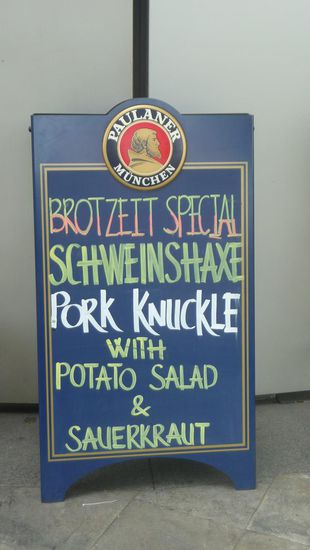 PAULANER
MÜNCHEN
BROTZEIT SPECIAL
SCHWEINSHAXE
PORK KNUCKLE
WITH
POTATO SALAD
&
SAUERKRAUT